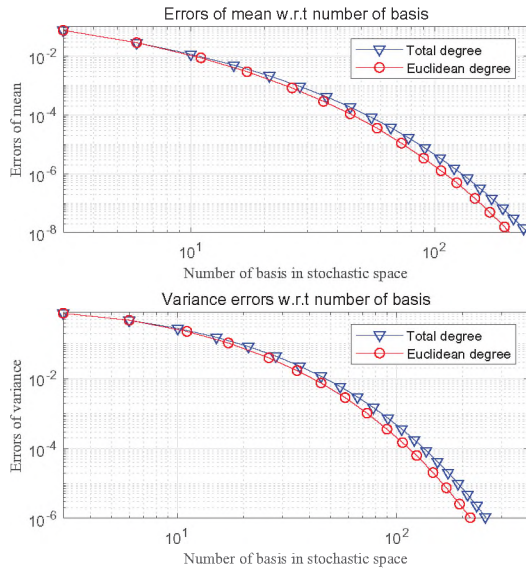 Errors of mean w.r.t number of basis
Total degree
Euclidean degree
10^-2
10^-4
10^-6
10^-8
Errors of mean
10^1
10^2
Number of basis in stochastic space
Variance errors w.r.t number of basis
Total degree
Euclidean degree
10^-2
10^-4
10^-6
Errors of variance
10^1
10^2
Number of basis in stochastic space